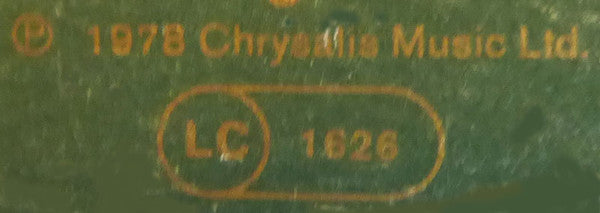 ℗ 1978 Chrysalis Music Ltd.
LC 1626